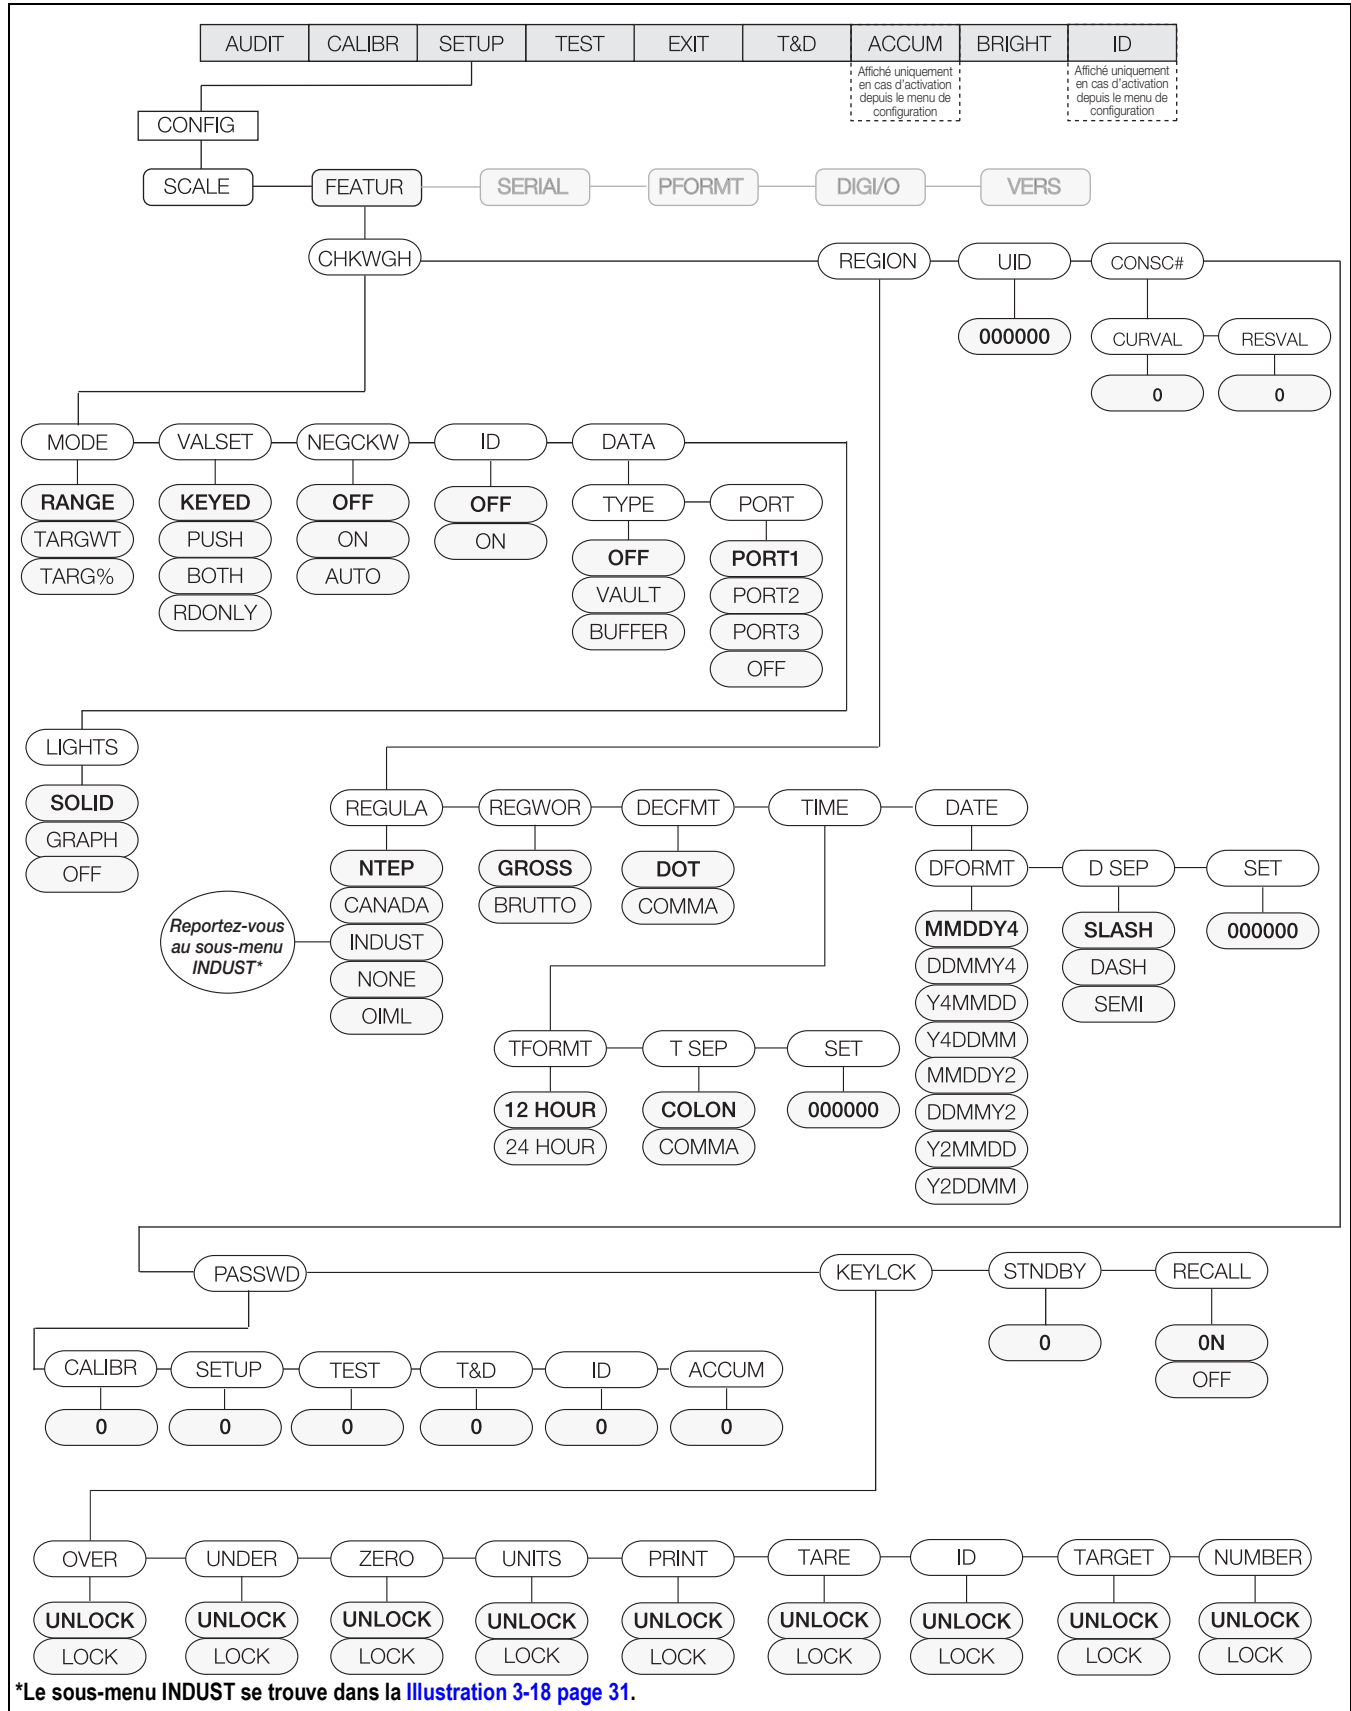 AUDIT CALIBR SETUP TEST EXIT T&D ACCUM BRIGHT ID
Affiché uniquement
en cas d'activation
depuis le menu de
configuration
Affiché uniquement
en cas d'activation
depuis le menu de
configuration
CONFIG
SCALE FEATUR SERIAL PFORMT DIGI/O VERS
CHKWGH REGION UID CONSC#
000000 CURVAL RESVAL
0 0
MODE VALSET NEGCKW ID DATA
RANGE KEYED OFF OFF TYPE PORT
TARGWT PUSH ON ON OFF PORT1
TARG% BOTH AUTO VAULT PORT2
RDONLY BUFFER PORT3
OFF
LIGHTS
SOLID
GRAPH
OFF
REGULA REGWOR DECFMT TIME DATE
NTEP GROSS DOT DFORMT D SEP SET
CANADA BRUTTO COMMA MMDDY4 SLASH 000000
INDUST DDMMY4 DASH
NONE Y4MMDD SEMI
OIML Y4DDMM
Reportez-vous
au sous-menu
INDUST*
MMDDY2
DDMMY2
Y2MMDD
Y2DDMM
TFORMT T SEP SET
12 HOUR COLON 000000
24 HOUR COMMA
PASSWD KEYLCK STNDBY RECALL
0 0N
OFF
CALIBR SETUP TEST T&D ID ACCUM
0 0 0 0 0 0
OVER UNDER ZERO UNITS PRINT TARE ID TARGET NUMBER
UNLOCK UNLOCK UNLOCK UNLOCK UNLOCK UNLOCK UNLOCK UNLOCK UNLOCK
LOCK LOCK LOCK LOCK LOCK LOCK LOCK LOCK LOCK
*Le sous-menu INDUST se trouve dans la Illustration 3-18 page 31.